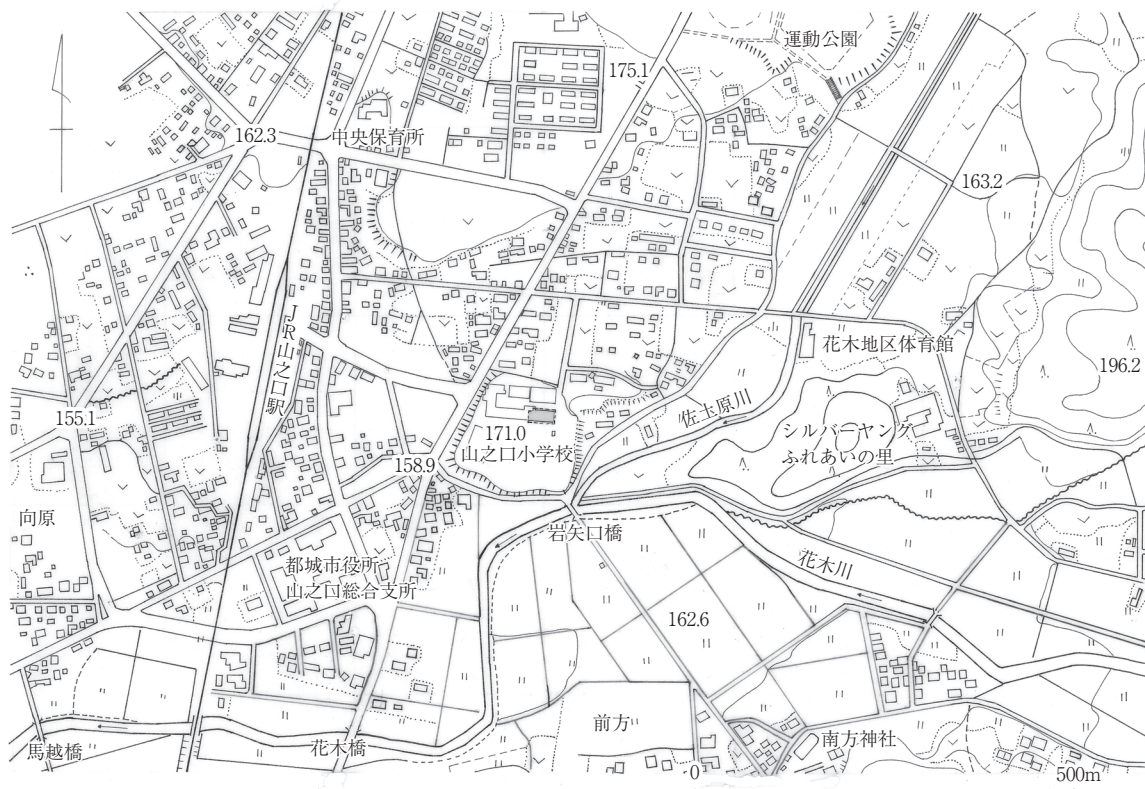 運動公園
175.1
162.3
中央保育所
163.2
JR山之口駅
花木地区体育館
196.2
155.1
佐土原川
シルバーヤング
ふれあいの里
171.0
山之口小学校
158.9
向原
岩矢口橋
都城市役所
山之口総合支所
花木川
162.6
前方
南方神社
馬越橋
花木橋
0
500m